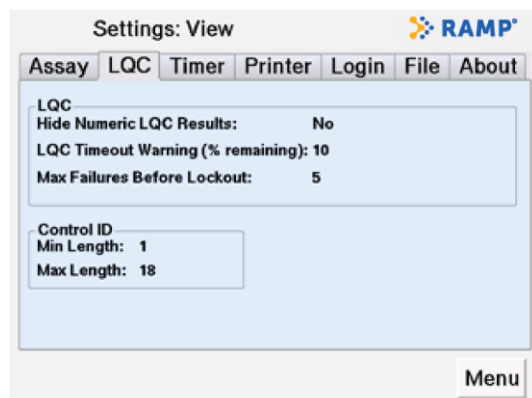 Settings: View
RAMP®
Assay LQC Timer Printer Login File About
LQC
Hide Numeric LQC Results: No
LQC Timeout Warning (% remaining): 10
Max Failures Before Lockout: 5
Control ID
Min Length: 1
Max Length: 18
Menu